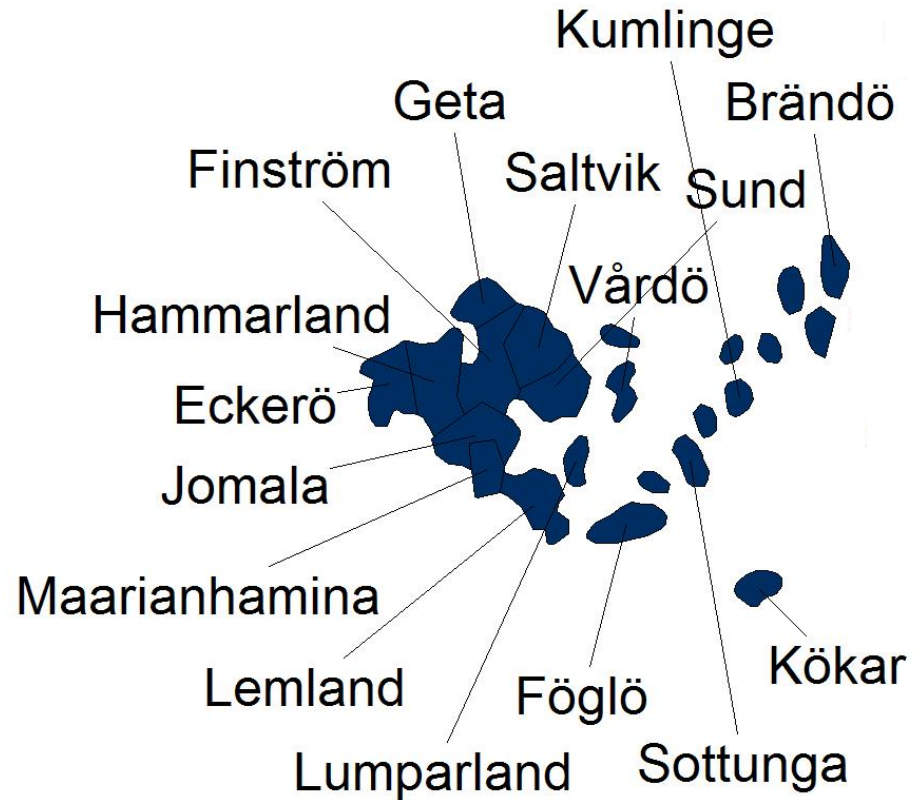 Kumlinge
Geta
Brändö
Finström
Saltvik
Sund
Vårdö
Hammarland
Eckerö
Jomala
Maarianhamina
Kökar
Lemland
Föglö
Lumparland
Sottunga